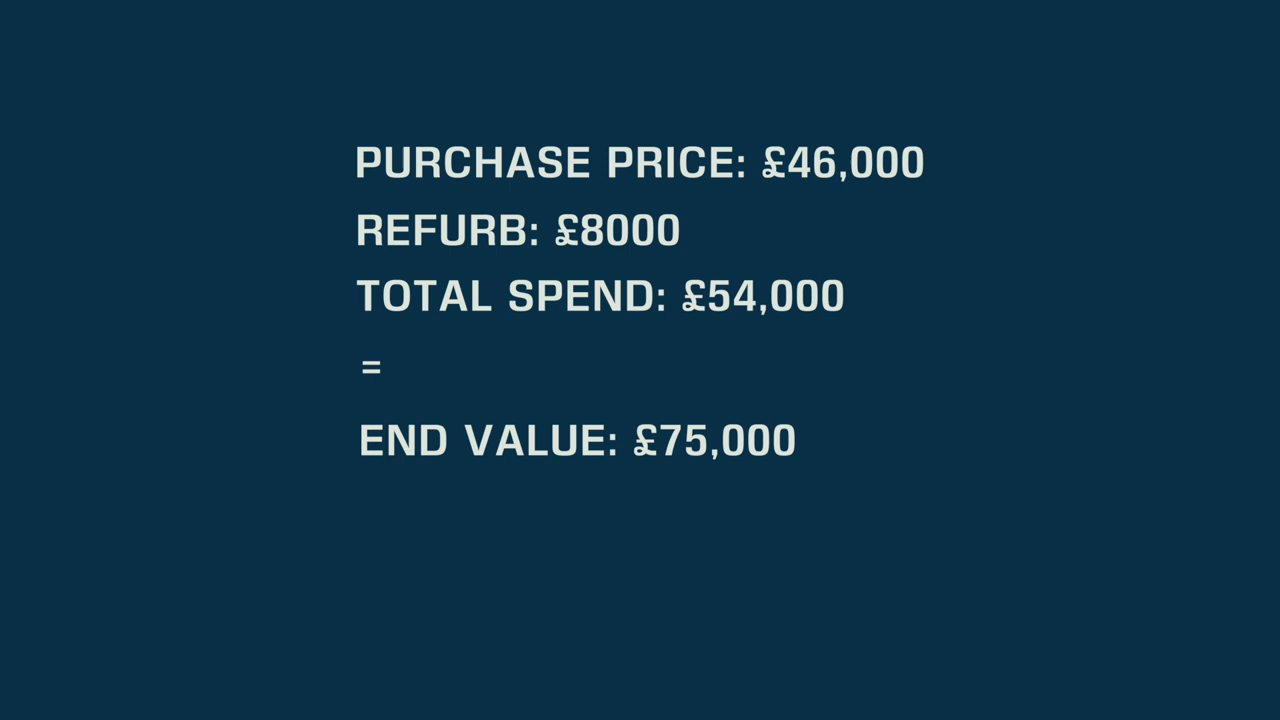 PURCHASE PRICE: £46,000
REFURB: £8000
TOTAL SPEND: £54,000
=
END VALUE: £75,000